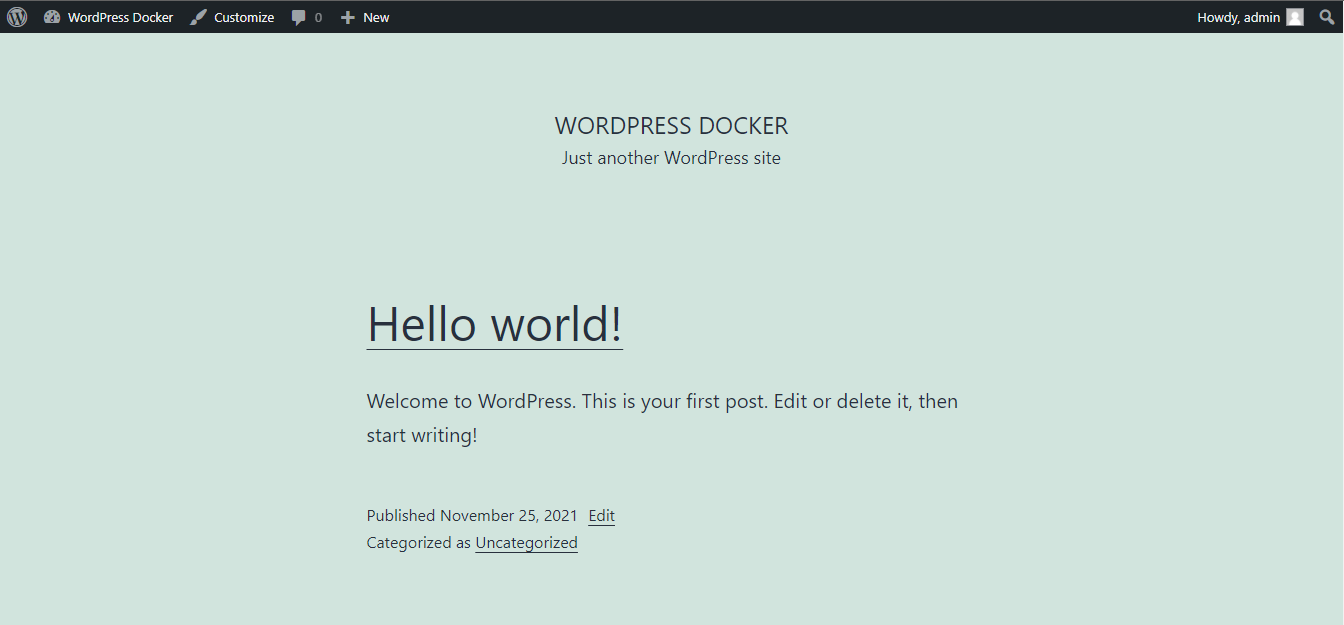 WordPress Docker Customize 0 New Howdy, admin
WORDPRESS DOCKER
Just another WordPress site
Hello world!
Welcome to WordPress. This is your first post. Edit or delete it, then
start writing!
Published November 25, 2021 Edit
Categorized as Uncategorized